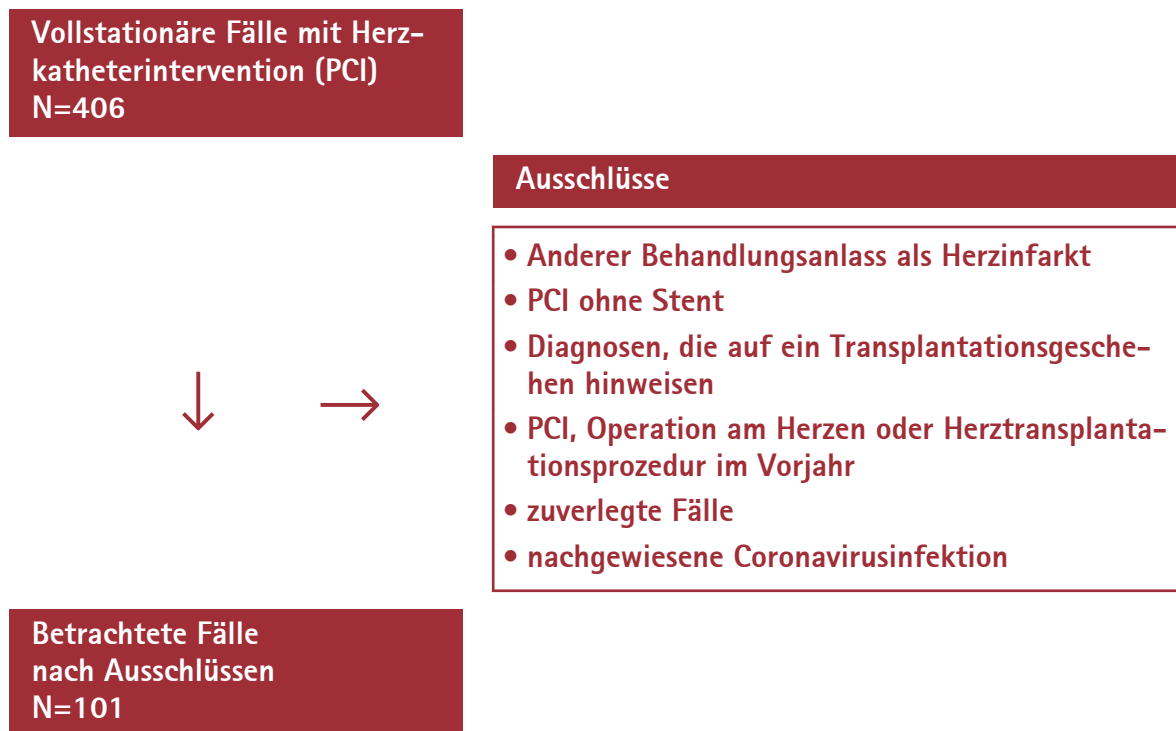 Vollstationäre Fälle mit Herz-
katheterintervention (PCI)
N=406
Ausschlüsse
• Anderer Behandlungsanlass als Herzinfarkt
• PCI ohne Stent
• Diagnosen, die auf ein Transplantationsgesche-
hen hinweisen
• PCI, Operation am Herzen oder Herztransplanta-
tionsprozedur im Vorjahr
• zuverlegte Fälle
• nachgewiesene Coronavirusinfektion
↓ →
Betrachtete Fälle
nach Ausschlüssen
N=101